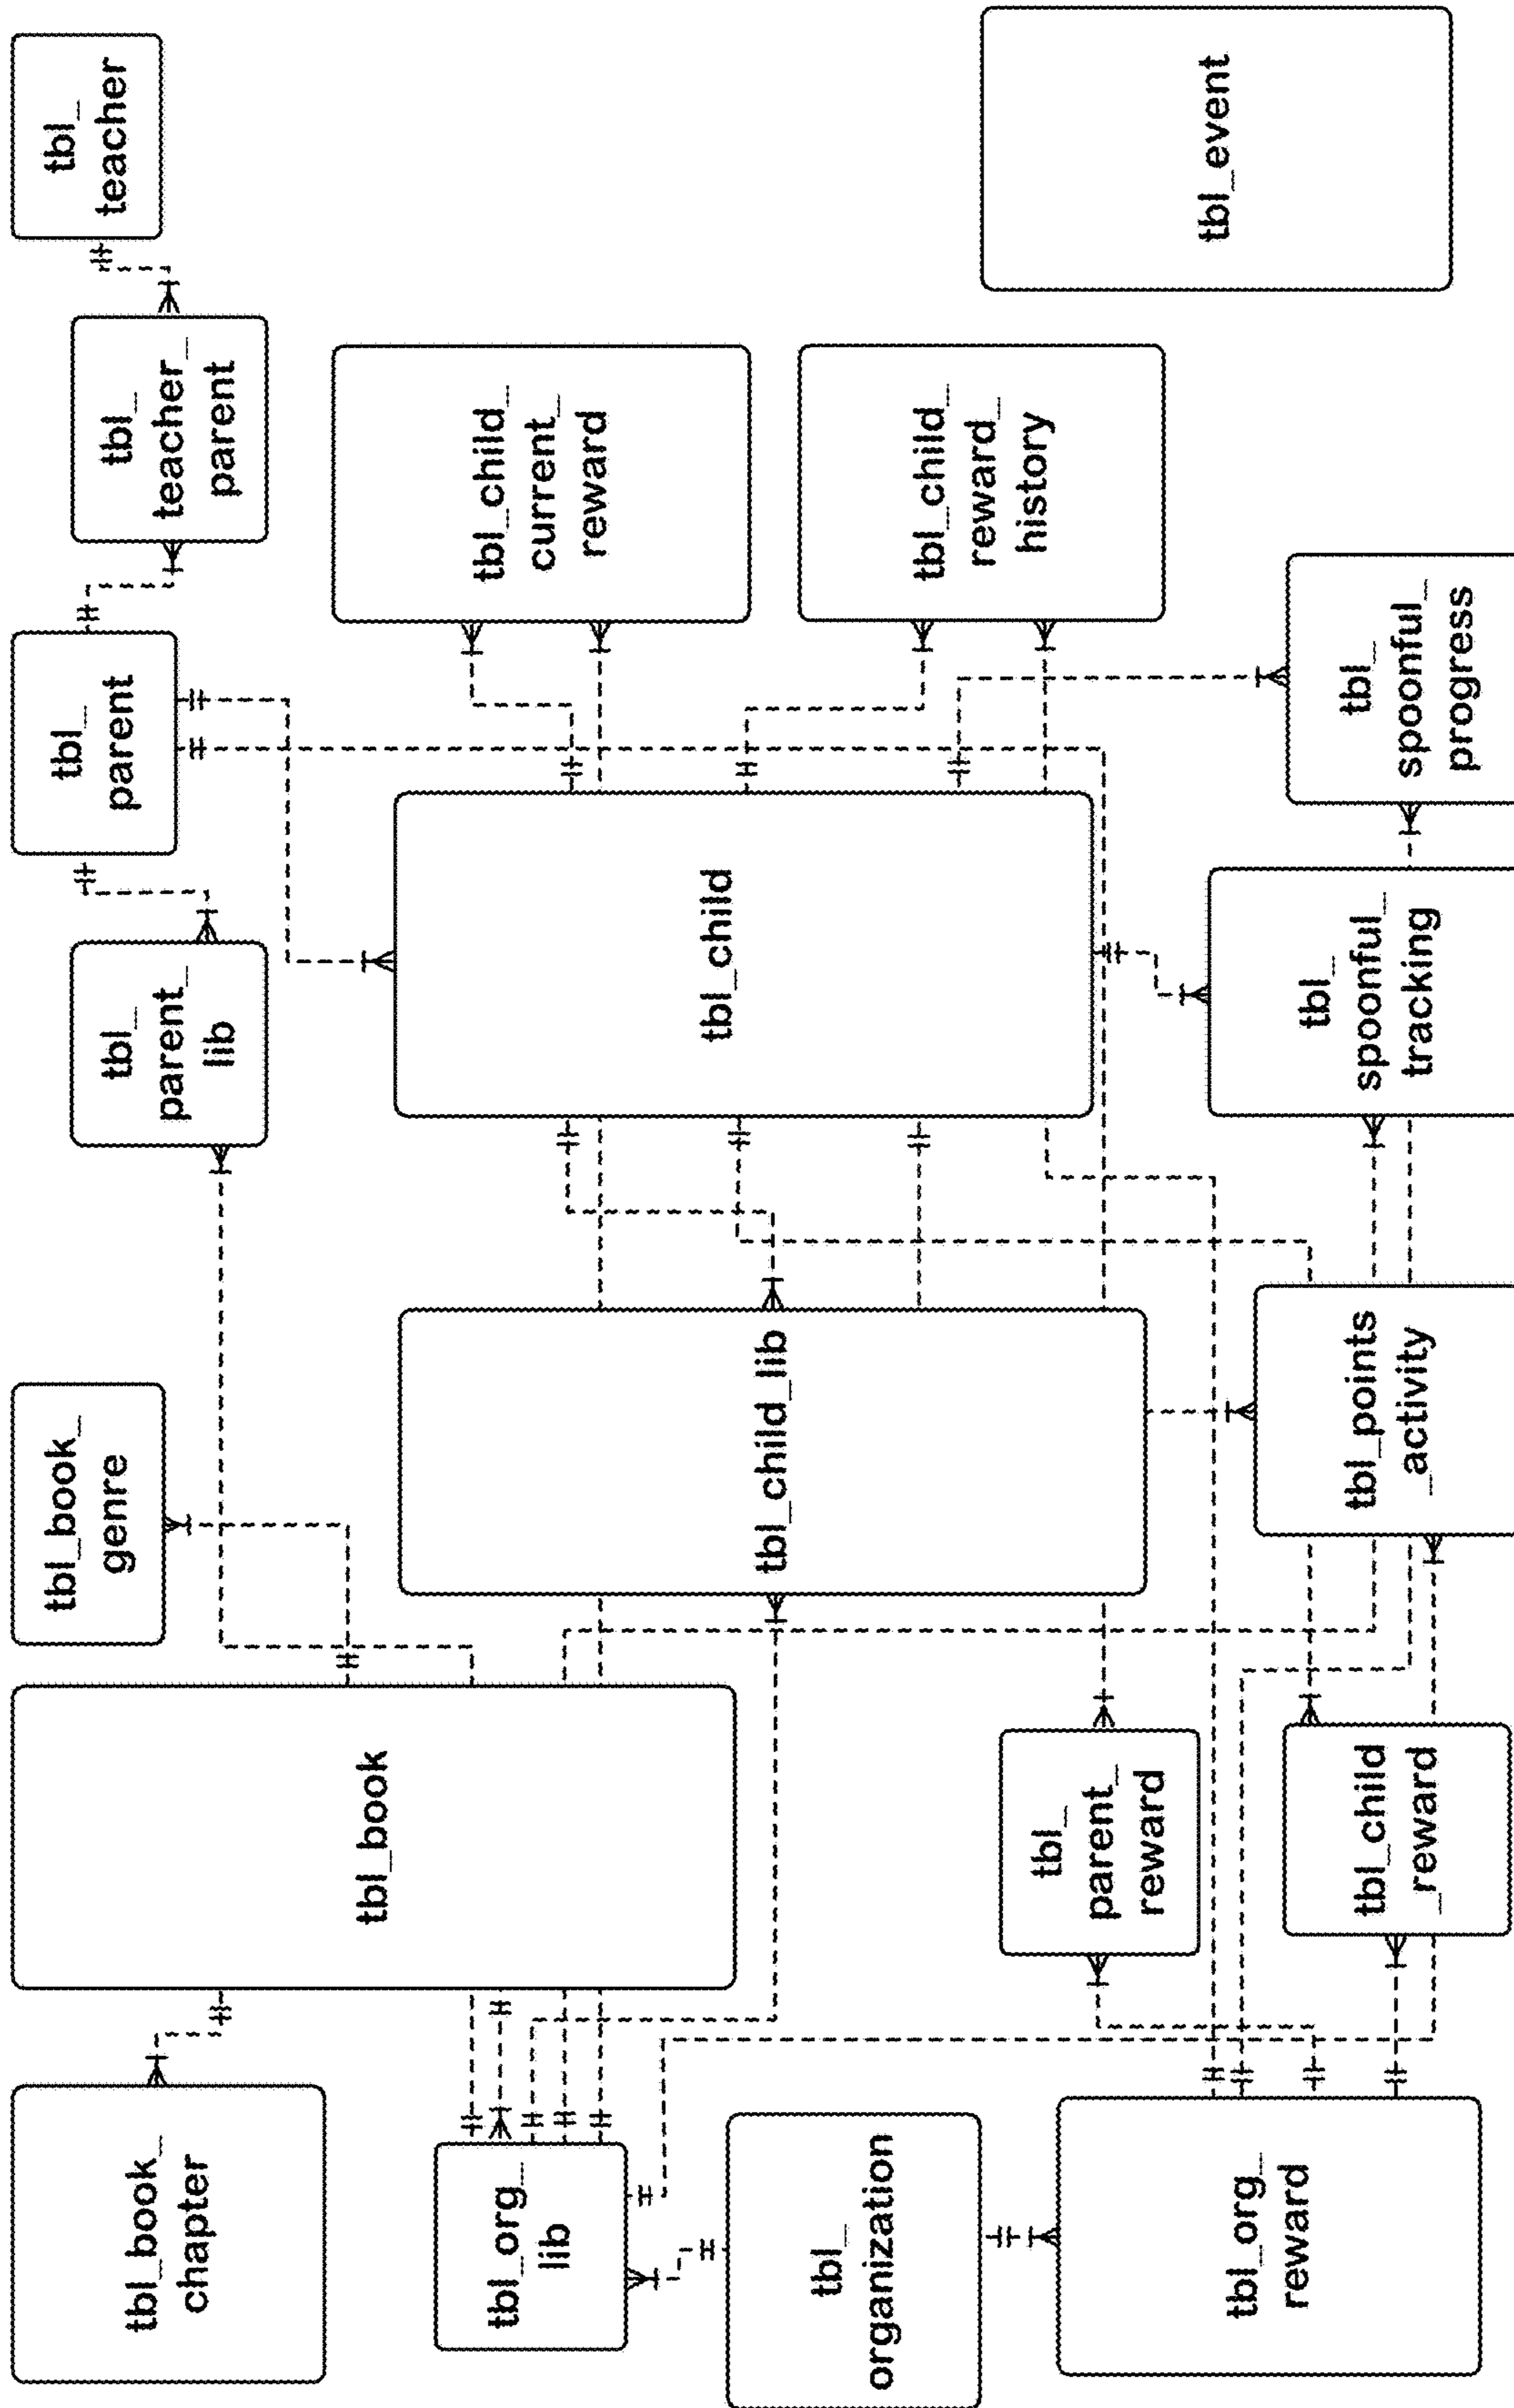 tbl_book_
chapter
tbl_book
tbl_book_
genre
tbl_
parent_
lib
tbl_
parent
tbl_
teacher_
parent
tbl_
teacher
tbl_org_
lib
tbl_child_lib
tbl_child
tbl_child_
current_
reward
tbl_
organization
tbl_child_
reward_
history
tbl_org_
reward
tbl_
parent_
reward
tbl_child
_reward
tbl_points
_activity
tbl_
spoonful_
tracking
tbl_
spoonful_
progress
tbl_event